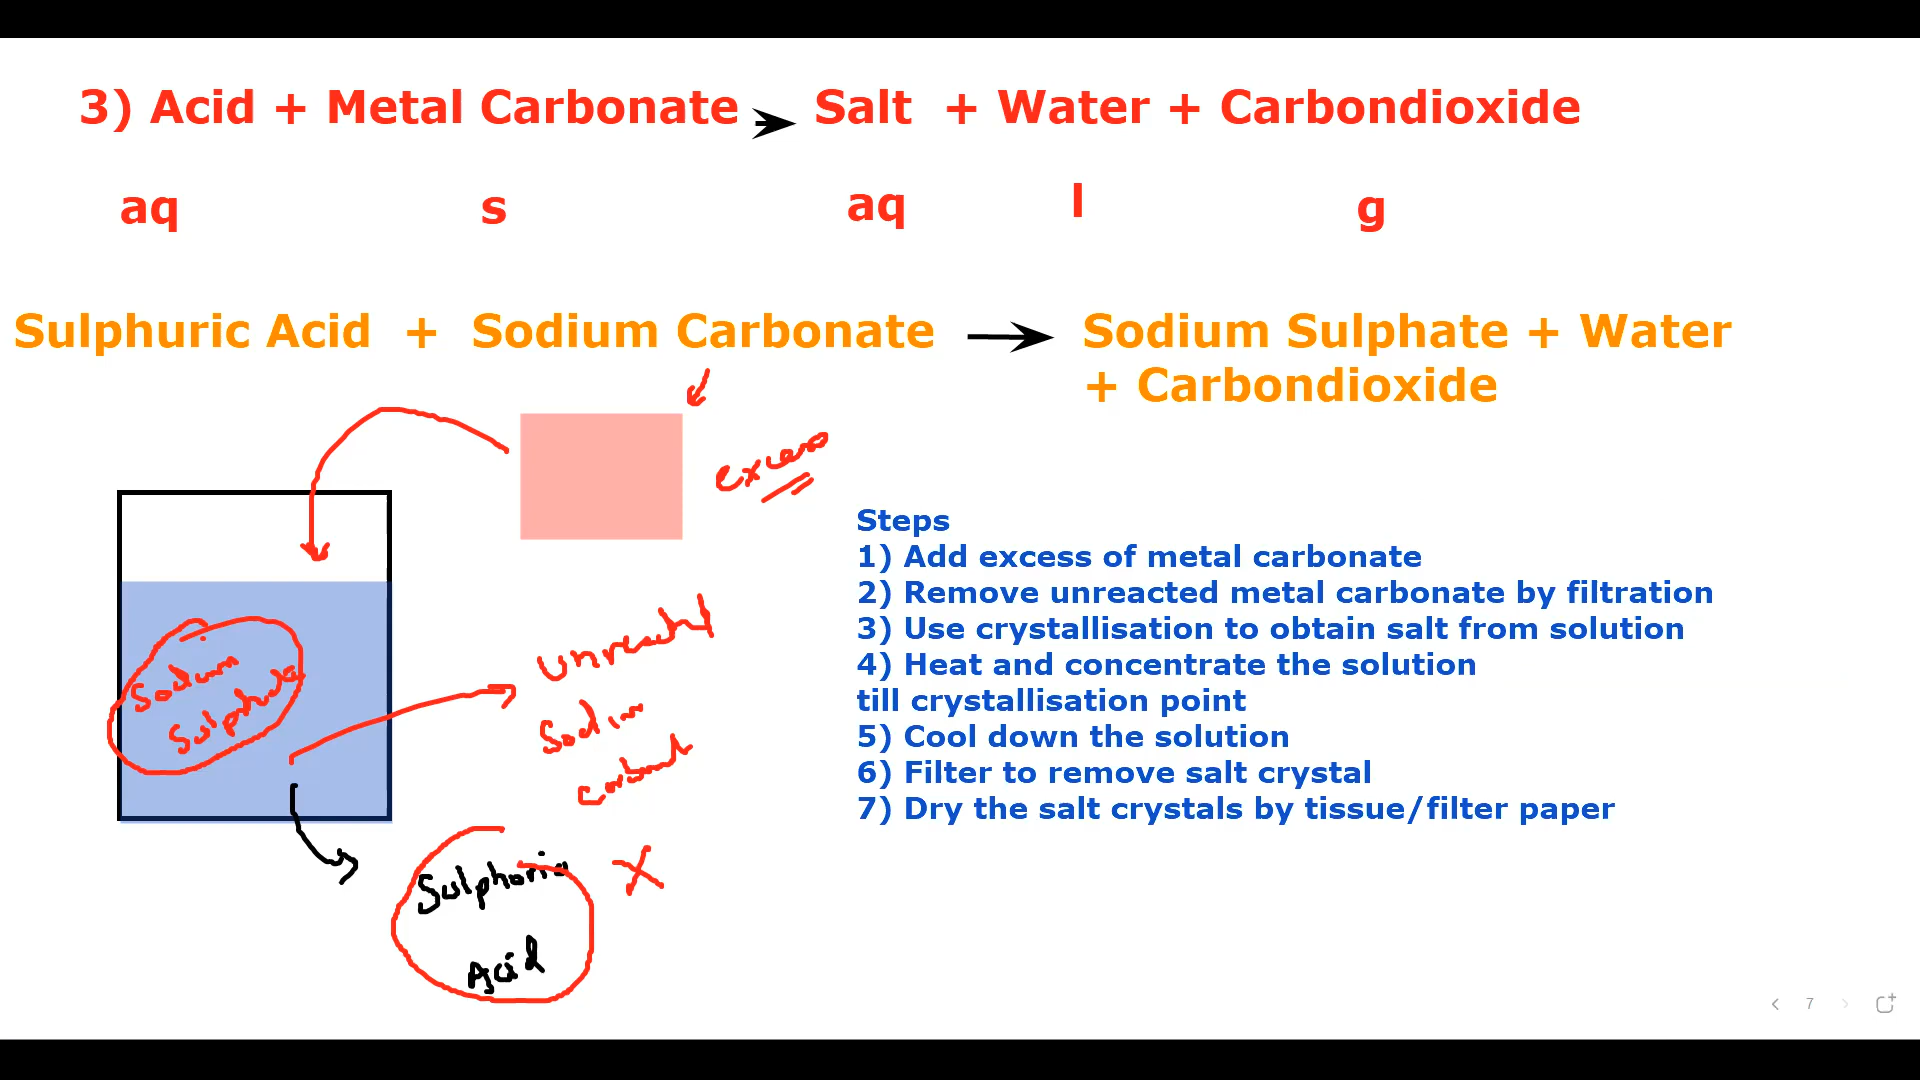 3) Acid + Metal Carbonate Salt + Water + Carbondioxide
aq s aq l g
Sulphuric Acid + Sodium Carbonate Sodium Sulphate + Water
+ Carbondioxide
excess
Steps
1) Add excess of metal carbonate
2) Remove unreacted metal carbonate by filtration
3) Use crystallisation to obtain salt from solution
4) Heat and concentrate the solution
till crystallisation point
5) Cool down the solution
6) Filter to remove salt crystal
7) Dry the salt crystals by tissue/filter paper
Sodium
Unreacted
Sodium
Sulphuric
Acid
X
7